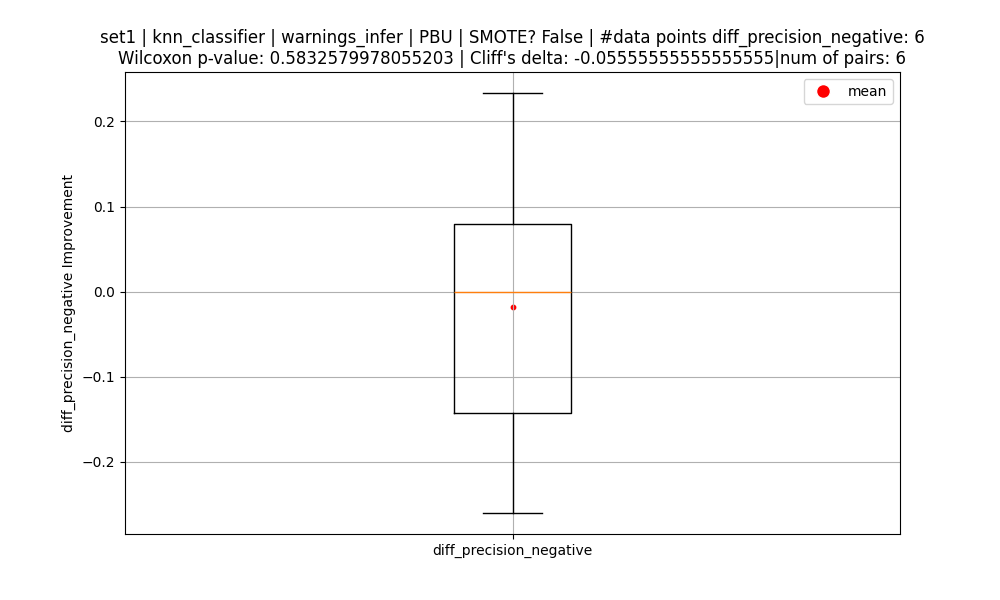 set1 | knn_classifier | warnings_infer | PBU | SMOTE? False | #data points diff_precision_negative: 6
Wilcoxon p-value: 0.5832579978055203 | Cliff's delta: -0.05555555555555555|num of pairs: 6
mean
0.2
0.1
0.0
−0.1
−0.2
diff_precision_negative Improvement
diff_precision_negative